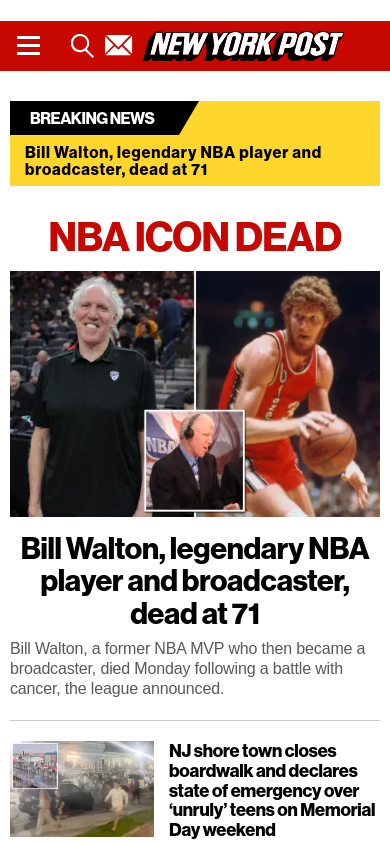 NEW YORK POST
BREAKING NEWS
Bill Walton, legendary NBA player and
broadcaster, dead at 71
NBA ICON DEAD
NBA
Bill Walton, legendary NBA
player and broadcaster,
dead at 71
Bill Walton, a former NBA MVP who then became a
broadcaster, died Monday following a battle with
cancer, the league announced.
NJ shore town closes
boardwalk and declares
state of emergency over
‘unruly’ teens on Memorial
Day weekend